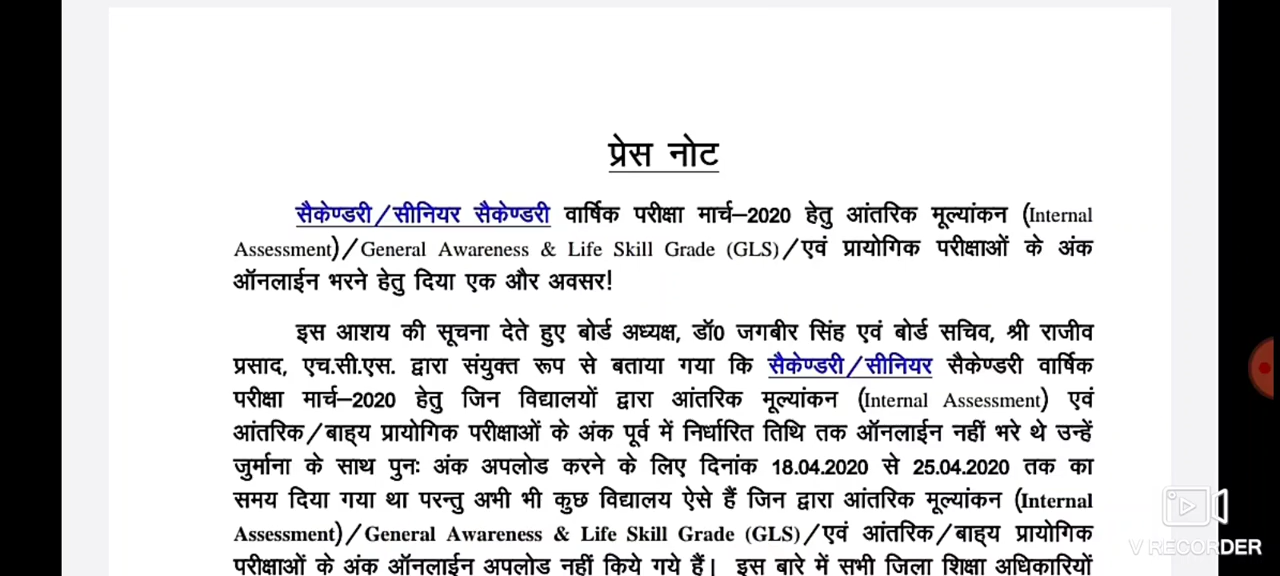 प्रेस नोट
सैकेण्डरी/सीनियर सैकेण्डरी वार्षिक परीक्षा मार्च–2020 हेतु आंतरिक मूल्यांकन (Internal
Assessment)/General Awareness & Life Skill Grade (GLS)/एवं प्रायोगिक परीक्षाओं के अंक
ऑनलाईन भरने हेतु दिया एक और अवसर!
इस आशय की सूचना देते हुए बोर्ड अध्यक्ष, डॉ0 जगबीर सिंह एवं बोर्ड सचिव, श्री राजीव
प्रसाद, एच.सी.एस. द्वारा संयुक्त रूप से बताया गया कि सैकेण्डरी/सीनियर सैकेण्डरी वार्षिक
परीक्षा मार्च–2020 हेतु जिन विद्यालयों द्वारा आंतरिक मूल्यांकन (Internal Assessment) एवं
आंतरिक/बाह्य प्रायोगिक परीक्षाओं के अंक पूर्व में निर्धारित तिथि तक ऑनलाईन नहीं भरे थे उन्हें
जुर्माना के साथ पुनः अंक अपलोड करने के लिए दिनांक 18.04.2020 से 25.04.2020 तक का
समय दिया गया था परन्तु अभी भी कुछ विद्यालय ऐसे हैं जिन द्वारा आंतरिक मूल्यांकन (Internal
Assessment)/General Awareness & Life Skill Grade (GLS)/एवं आंतरिक/बाह्य प्रायोगिक
परीक्षाओं के अंक ऑनलाईन अपलोड नहीं किये गये हैं। इस बारे में सभी जिला शिक्षा अधिकारियों
V RECORDER